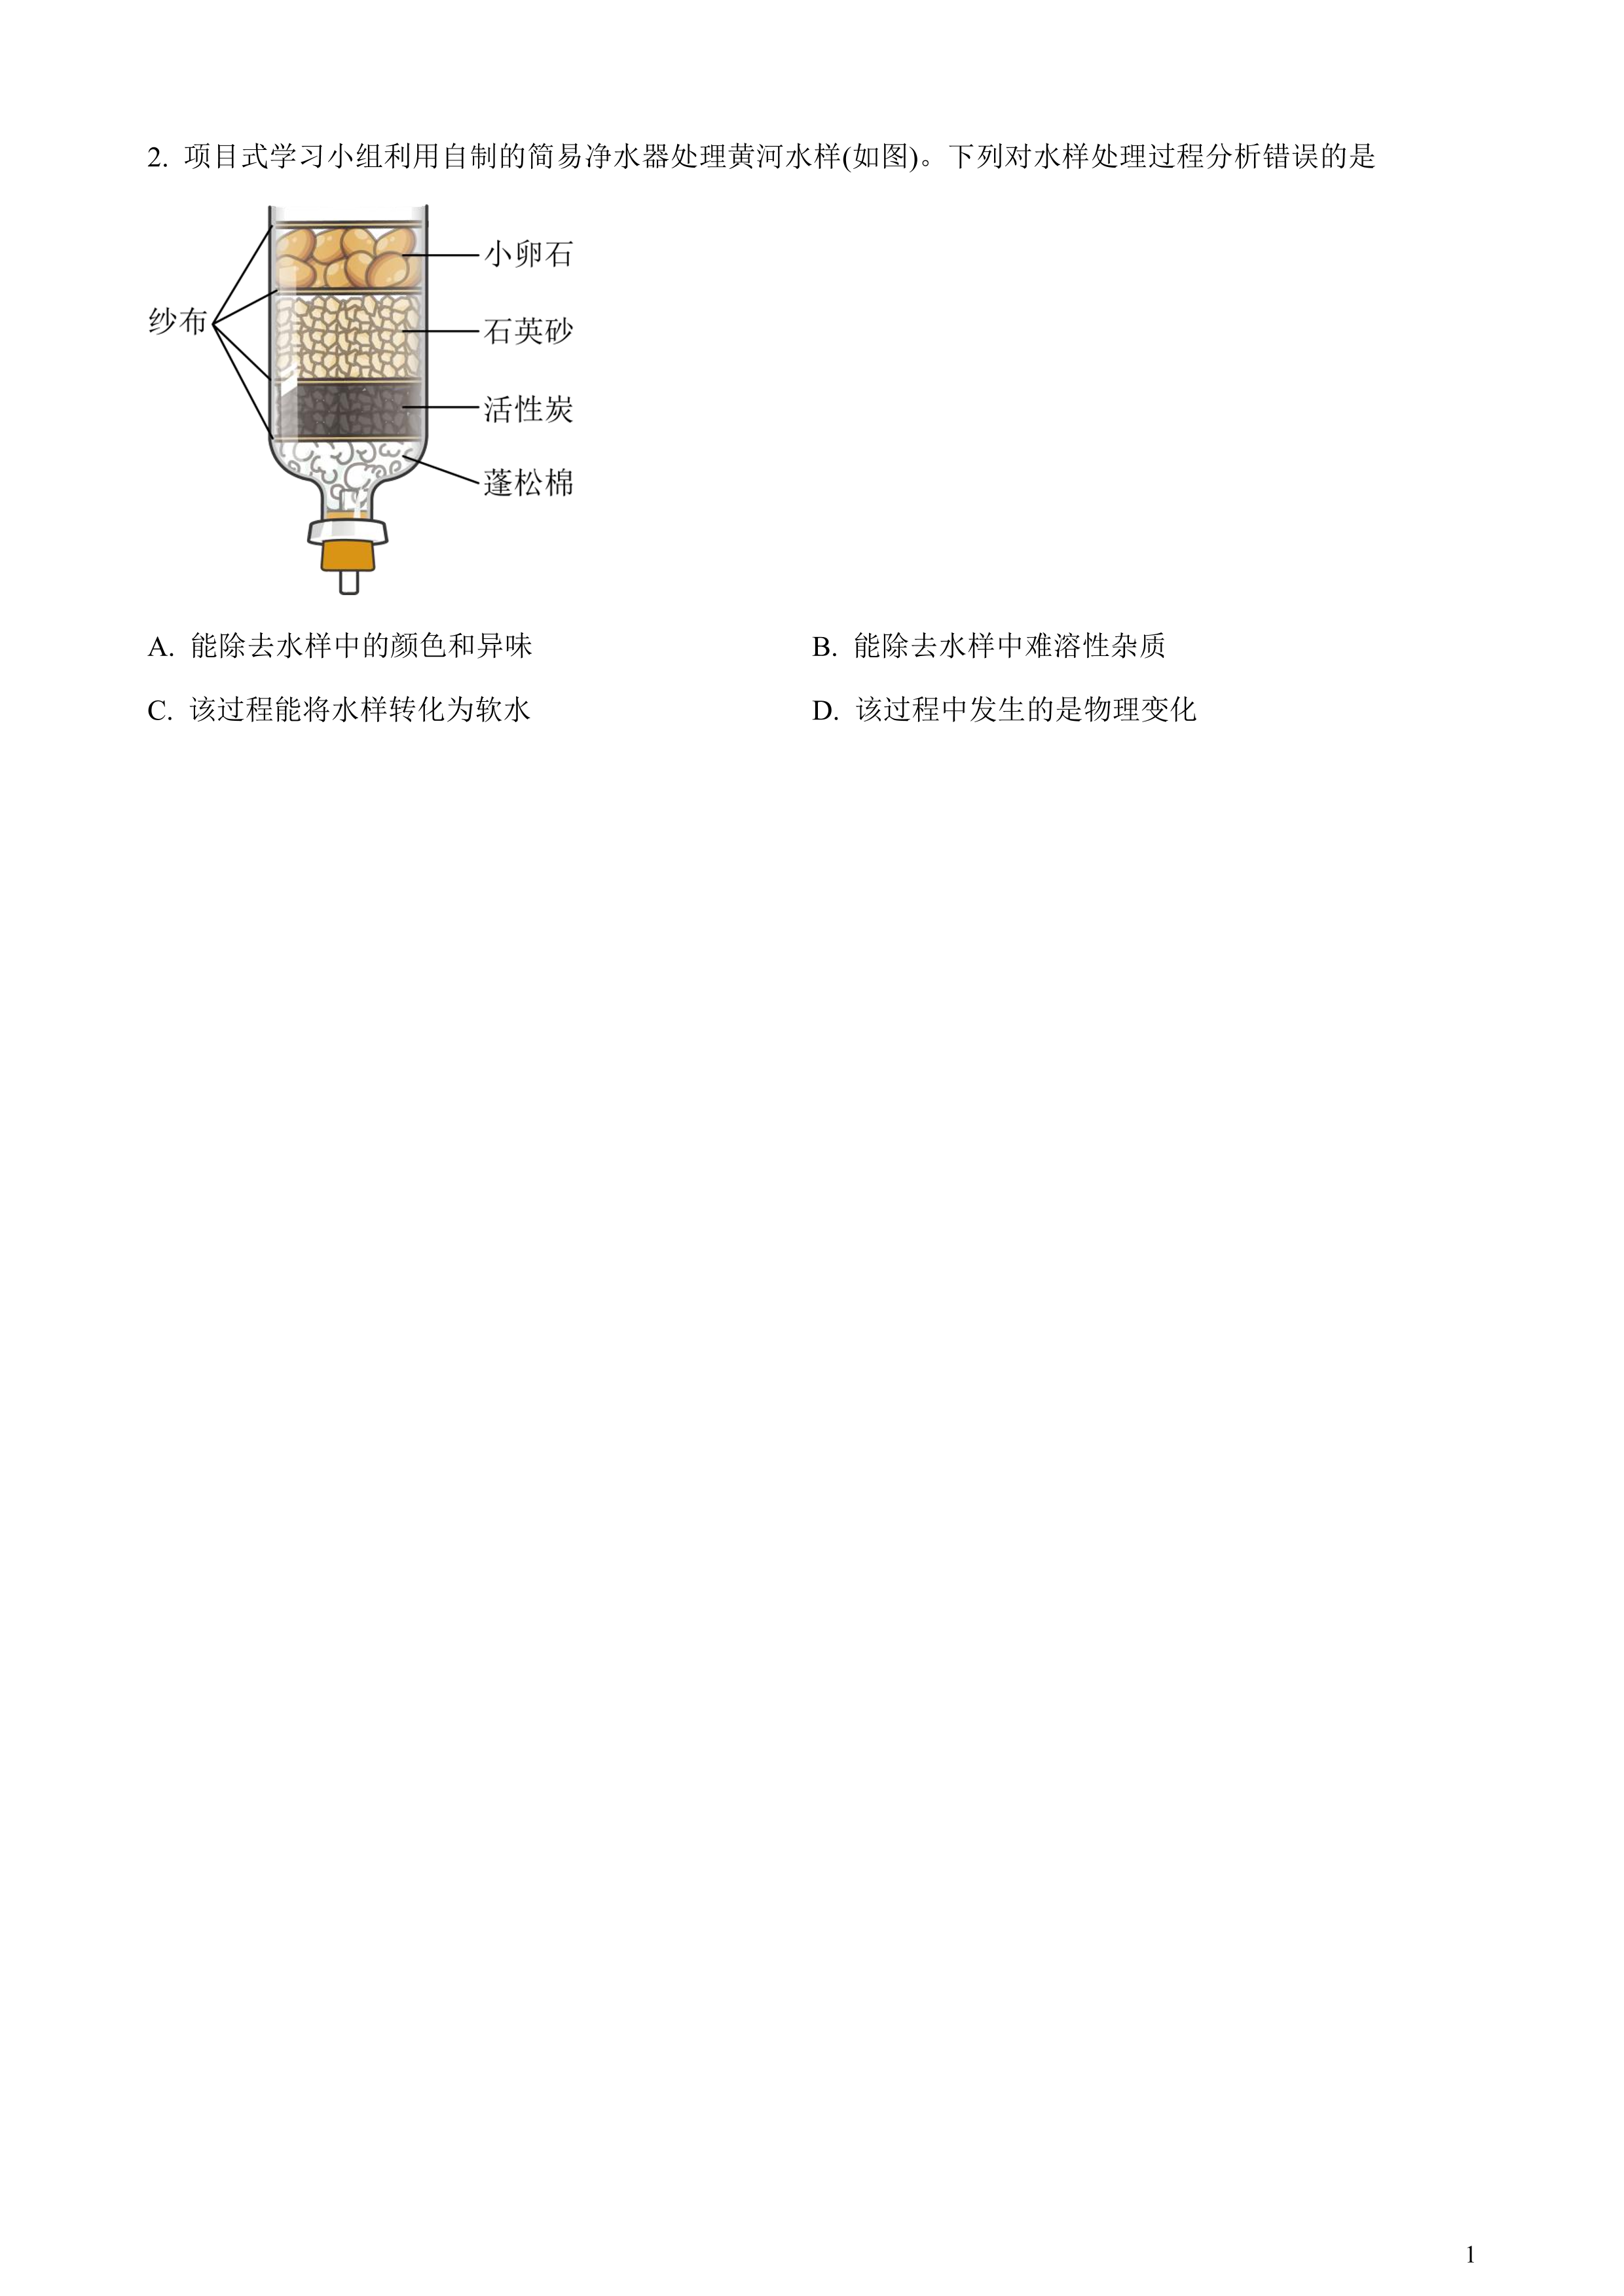 2. 项目式学习小组利用自制的简易净水器处理黄河水样(如图)。下列对水样处理过程分析错误的是
小卵石
纱布
石英砂
活性炭
蓬松棉
A. 能除去水样中的颜色和异味 B. 能除去水样中难溶性杂质
C. 该过程能将水样转化为软水 D. 该过程中发生的是物理变化
1